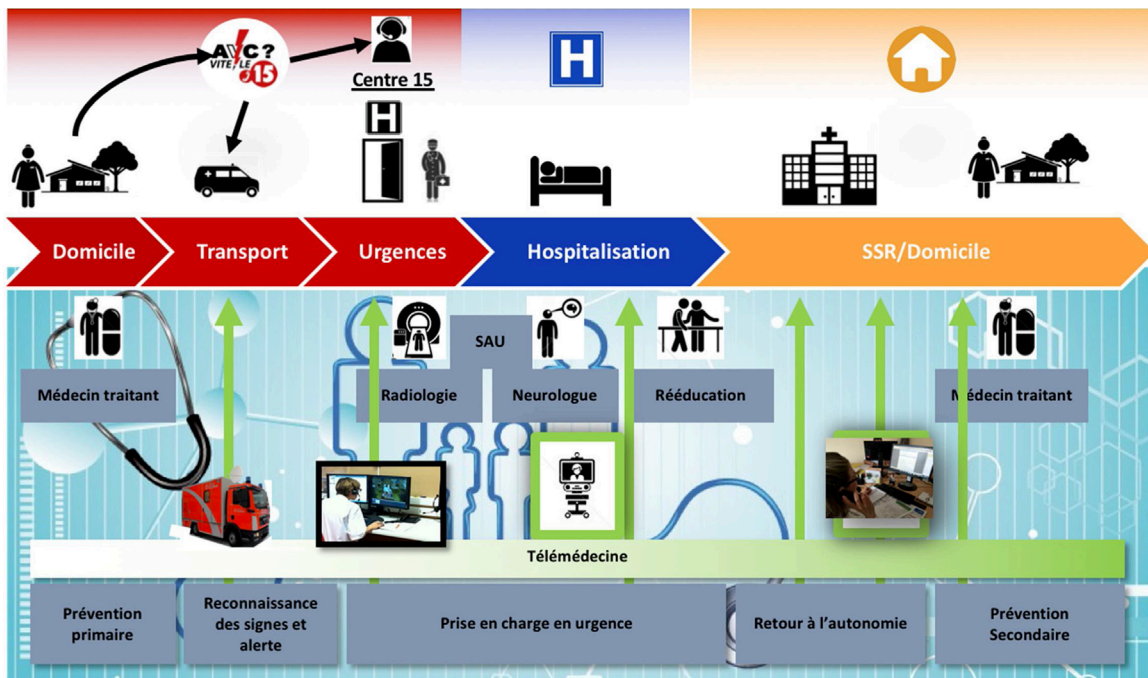 AVC?
VITE, LE
15
Centre 15
H
H
Domicile
Transport
Urgences
Hospitalisation
SSR/Domicile
SAU
Médecin traitant
Radiologie
Neurologue
Rééducation
Médecin traitant
Télémédecine
Prévention
primaire
Reconnaissance
des signes et
alerte
Prise en charge en urgence
Retour à l’autonomie
Prévention
Secondaire